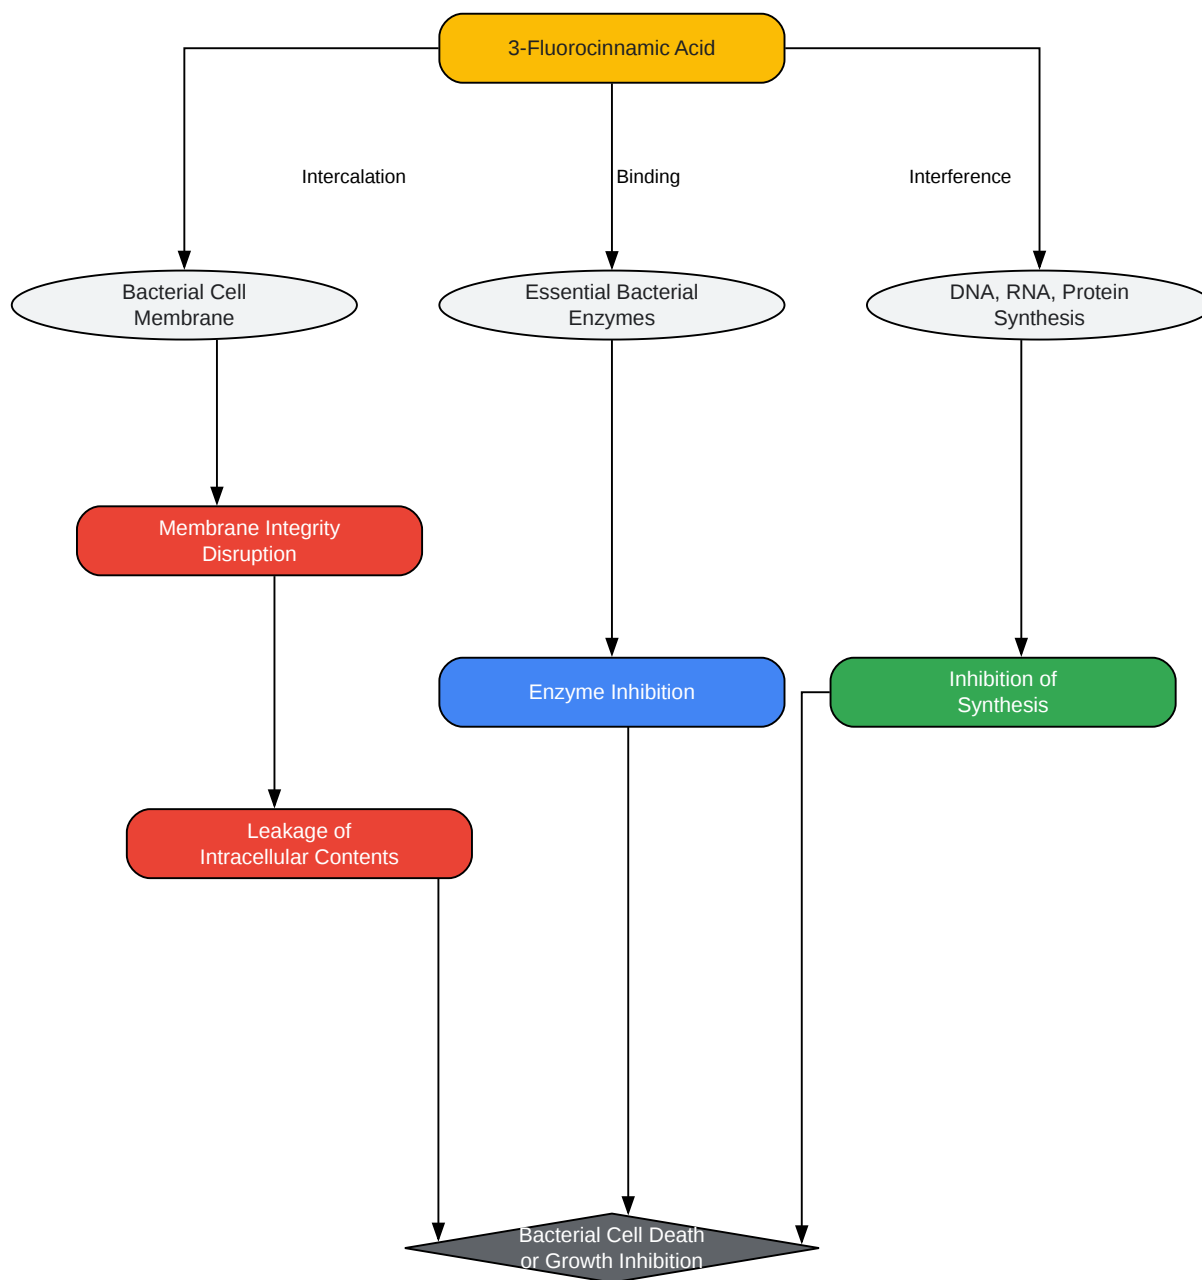 3-Fluorocinnamic Acid
Intercalation
Binding
Interference
Bacterial Cell
Membrane
Essential Bacterial
Enzymes
DNA, RNA, Protein
Synthesis
Membrane Integrity
Disruption
Enzyme Inhibition
Inhibition of
Synthesis
Leakage of
Intracellular Contents
Bacterial Cell Death
or Growth Inhibition